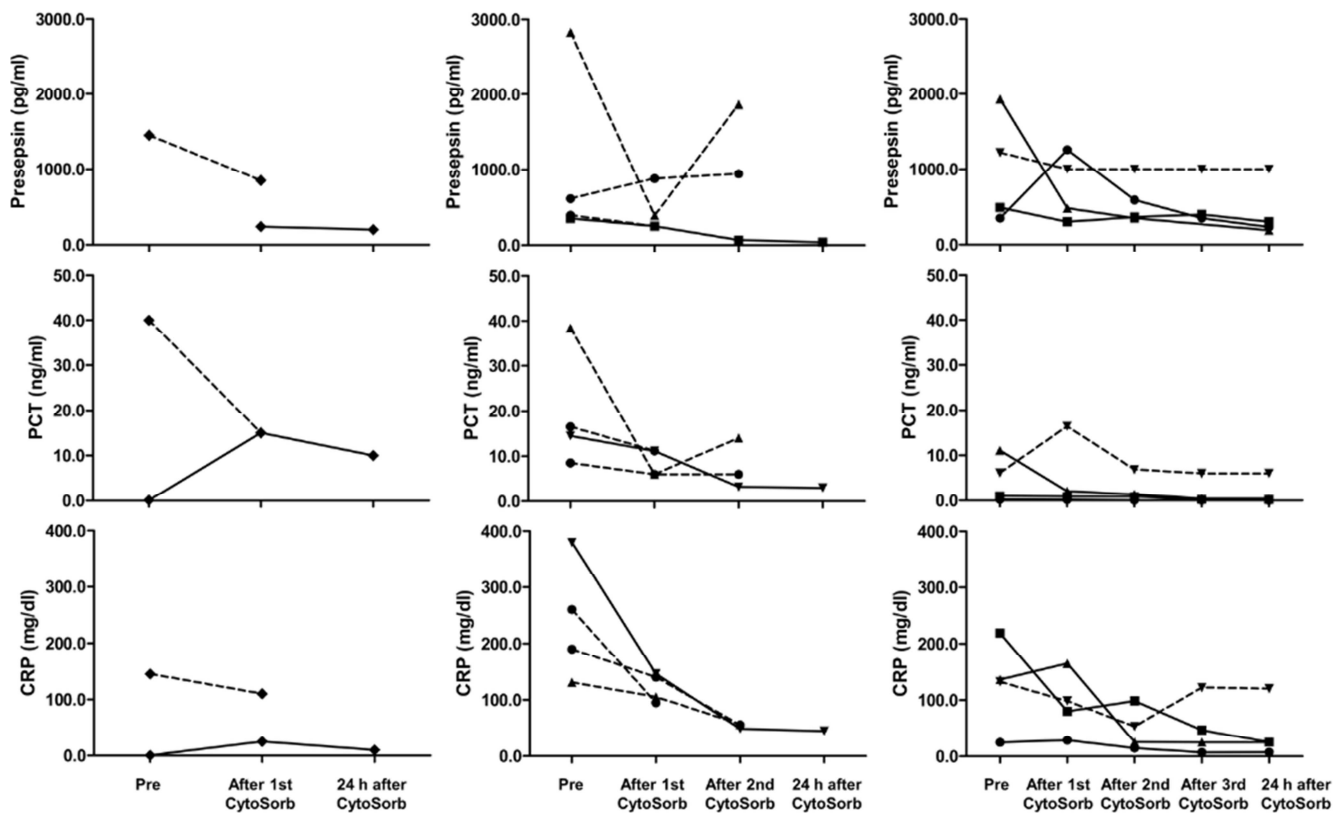 3000.0
2000.0
1000.0
0.0
Presepsin (pg/ml)
3000.0
2000.0
1000.0
0.0
Presepsin (pg/ml)
3000.0
2000.0
1000.0
0.0
Presepsin (pg/ml)
50.0
40.0
30.0
20.0
10.0
0.0
PCT (ng/ml)
50.0
40.0
30.0
20.0
10.0
0.0
PCT (ng/ml)
50.0
40.0
30.0
20.0
10.0
0.0
PCT (ng/ml)
400.0
300.0
200.0
100.0
0.0
CRP (mg/dl)
Pre
After 1st
CytoSorb
24 h after
CytoSorb
400.0
300.0
200.0
100.0
0.0
CRP (mg/dl)
Pre
After 1st
CytoSorb
After 2nd
CytoSorb
24 h after
CytoSorb
400.0
300.0
200.0
100.0
0.0
CRP (mg/dl)
Pre
After 1st
CytoSorb
After 2nd
CytoSorb
After 3rd
CytoSorb
24 h after
CytoSorb